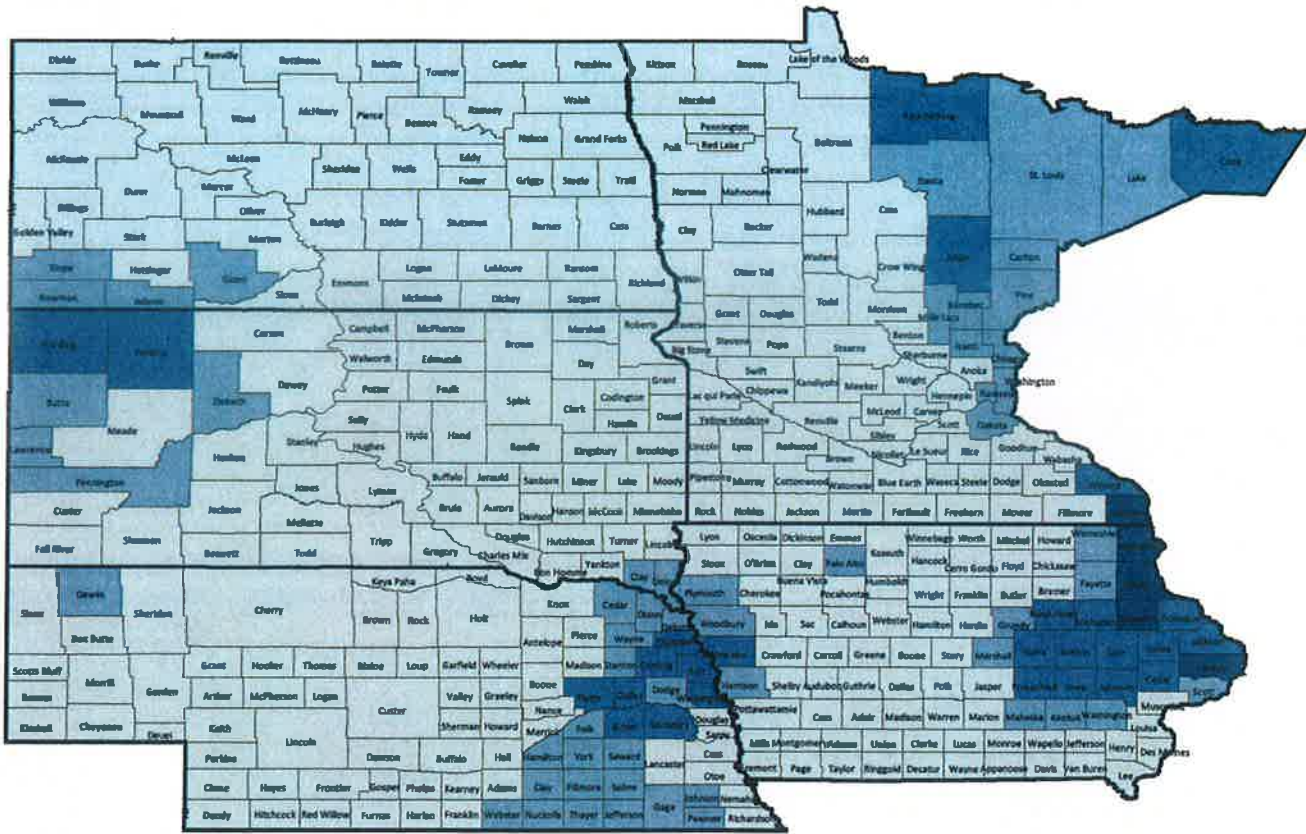 Divide Burke Renville Bottineau Rolette Towner Cavalier Pembina Kittson Roseau Lake of the Woods
Williams Mountrail Ward McHenry Pierce Benson Ramsey Walsh Marshall
Nelson Grand Forks Pennington Red Lake Polk Beltrami Koochiching Cook
McKenzie McLean Sheridan Wells Eddy Foster Griggs Steele Traill Norman Mahnomen Clearwater Itasca St. Louis Lake
Dunn Mercer Oliver Billings Golden Valley Stark Morton Burleigh Kidder Stutsman Barnes Cass Clay Becker Hubbard Cass
Slope Hettinger Grant Sioux Emmons Logan LaMoure Ransom Richland Otter Tail Wadena Crow Wing Aitkin Carlton
Bowman Adams McIntosh Dickey Sargent Grant Douglas Todd Morrison Mille Lacs Kanabec Pine
Harding Perkins Corson Campbell McPherson Brown Marshall Roberts Traverse Stevens Pope Stearns Benton Sherburne Isanti
Walworth Edmunds Day Big Stone Swift Anoka Washington
Butte Ziebach Dewey Potter Faulk Spink Clark Codington Grant Lac qui Parle Chippewa Kandiyohi Meeker Wright Hennepin Ramsey
Meade Sully Hyde Hand Hamlin Deuel Yellow Medicine Renville McLeod Carver Scott Dakota
Lawrence Haakon Stanley Hughes Beadle Kingsbury Brookings Lincoln Lyon Redwood Brown Nicollet Sibley Le Sueur Rice Goodhue Wabasha
Pennington Jones Lyman Buffalo Jerauld Sanborn Miner Lake Moody Pipestone Murray Cottonwood Watonwan Blue Earth Waseca Steele Dodge Olmsted
Custer Jackson Mellette Brule Aurora Davison Hanson McCook Minnehaha Rock Nobles Jackson Martin Faribault Freeborn Mower Fillmore
Fall River Shannon Bennett Todd Tripp Gregory Charles Mix Douglas Hutchinson Turner Lincoln Lyon Osceola Dickinson Emmet Winnebago Worth Mitchell Howard Winneshiek
Bon Homme Yankton Clay Sioux O'Brien Clay Palo Alto Kossuth Hancock Cerro Gordo Floyd Chickasaw Fayette
Sioux Dawes Sheridan Cherry Keya Paha Boyd Knox Cedar Dixon Plymouth Cherokee Buena Vista Pocahontas Humboldt Wright Franklin Butler Bremer
Box Butte Brown Rock Holt Antelope Pierce Wayne Woodbury Ida Sac Calhoun Webster Hamilton Hardin Grundy
Scotts Bluff Morrill Grant Hooker Thomas Blaine Loup Garfield Wheeler Madison Stanton Crawford Carroll Greene Boone Story Marshall
Banner Garden Arthur McPherson Logan Custer Valley Greeley Boone Nance Platte Dodge Harrison Shelby Audubon Guthrie Dallas Polk Jasper Cedar Scott
Kimball Cheyenne Deuel Keith Lincoln Sherman Howard Merrick Polk Butler Saunders Douglas Sarpy Pottawattamie Cass Adair Madison Warren Marion Mahaska Keokuk Washington Louisa
Perkins Dawson Buffalo Hall Hamilton York Seward Lancaster Cass Otoe Mills Montgomery Adams Union Clarke Lucas Monroe Wapello Jefferson Henry Des Moines
Chase Hayes Frontier Gosper Phelps Kearney Adams Clay Fillmore Saline Gage Johnson Nemaha Fremont Page Taylor Ringgold Decatur Wayne Appanoose Davis Van Buren Lee
Dundy Hitchcock Red Willow Furnas Harlan Franklin Webster Nuckolls Thayer Jefferson Pawnee Richardson